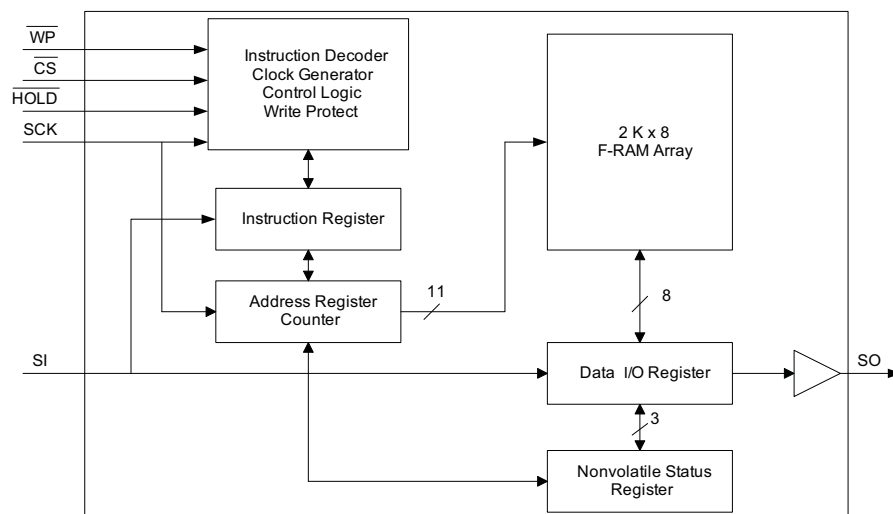 WP
CS
HOLD
SCK
Instruction Decoder
Clock Generator
Control Logic
Write Protect
2 K x 8
F-RAM Array
Instruction Register
Address Register
Counter
11
8
SI
Data I/O Register
SO
3
Nonvolatile Status
Register